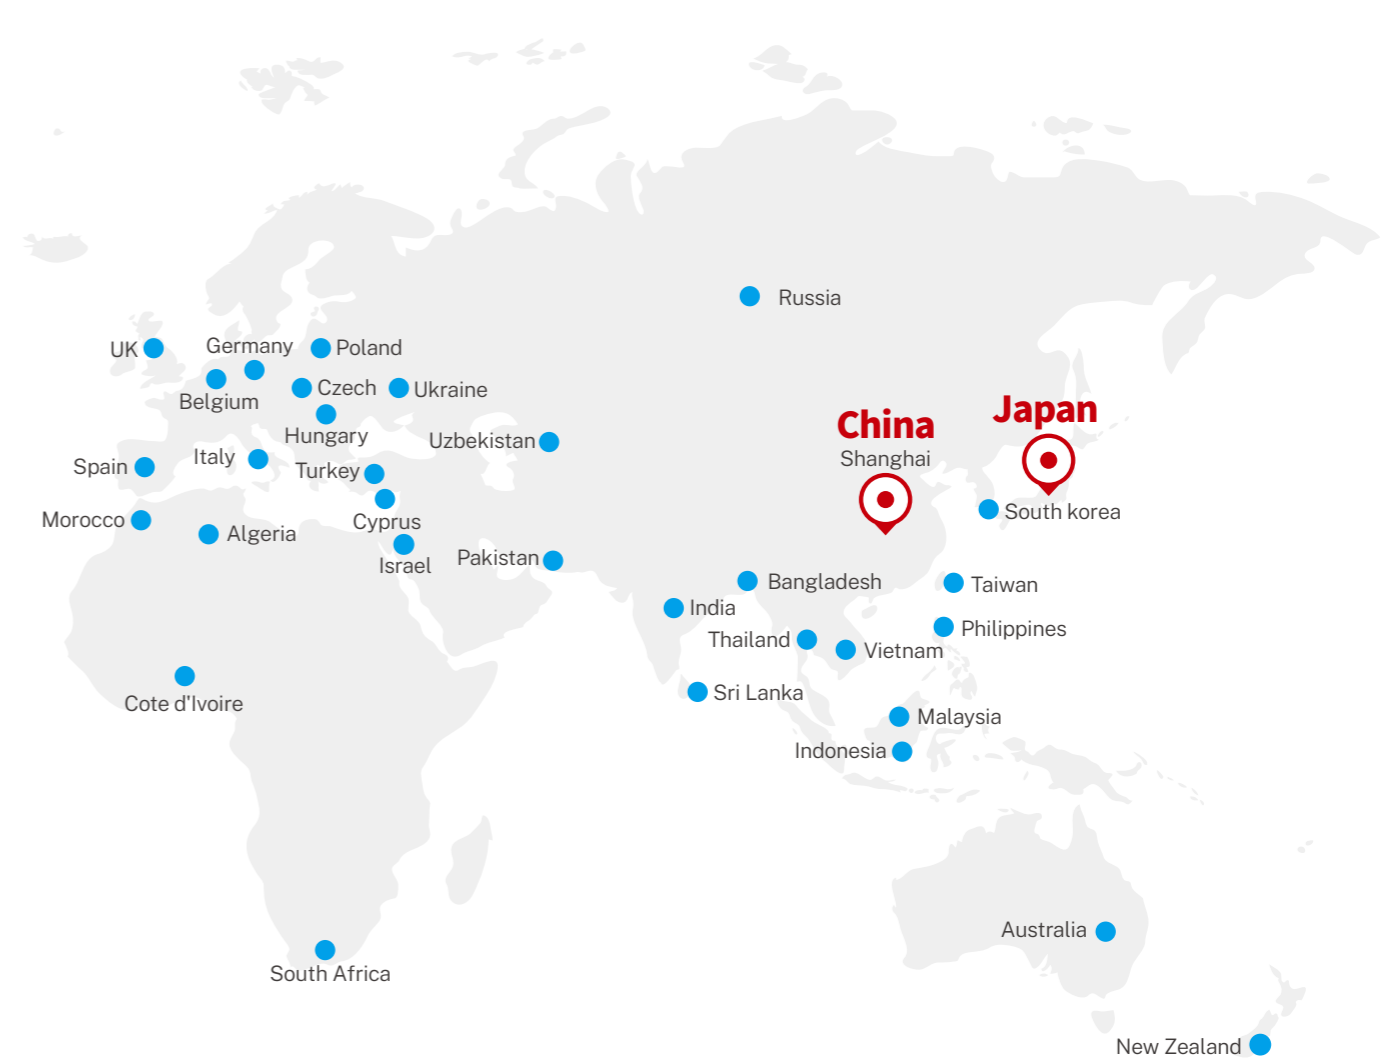 Russia
UK
Germany
Poland
Belgium
Czech
Ukraine
Hungary
Uzbekistan
China
Shanghai
Japan
Spain
Italy
Turkey
South korea
Morocco
Algeria
Cyprus
Israel
Pakistan
Bangladesh
Taiwan
India
Philippines
Thailand
Vietnam
Cote d'Ivoire
Sri Lanka
Malaysia
Indonesia
Australia
South Africa
New Zealand